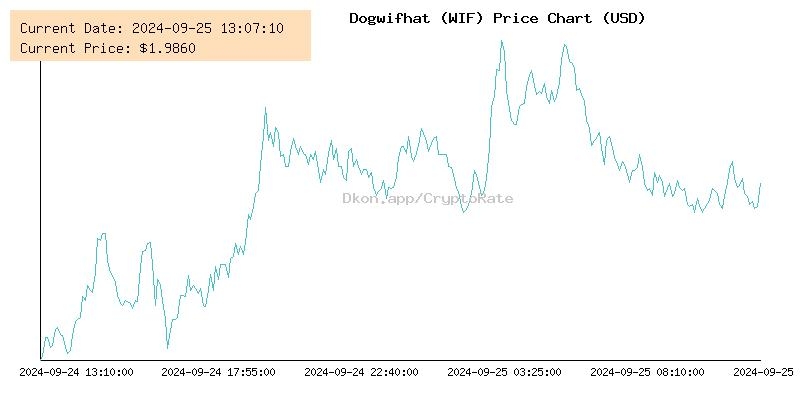 Dogwifhat (WIF) Price Chart (USD)
Current Date: 2024-09-25 13:07:10
Current Price: $1.9860
Dkon.app/CryptoRate
2024-09-24 13:10:00 2024-09-24 17:55:00 2024-09-24 22:40:00 2024-09-25 03:25:00 2024-09-25 08:10:00 2024-09-25